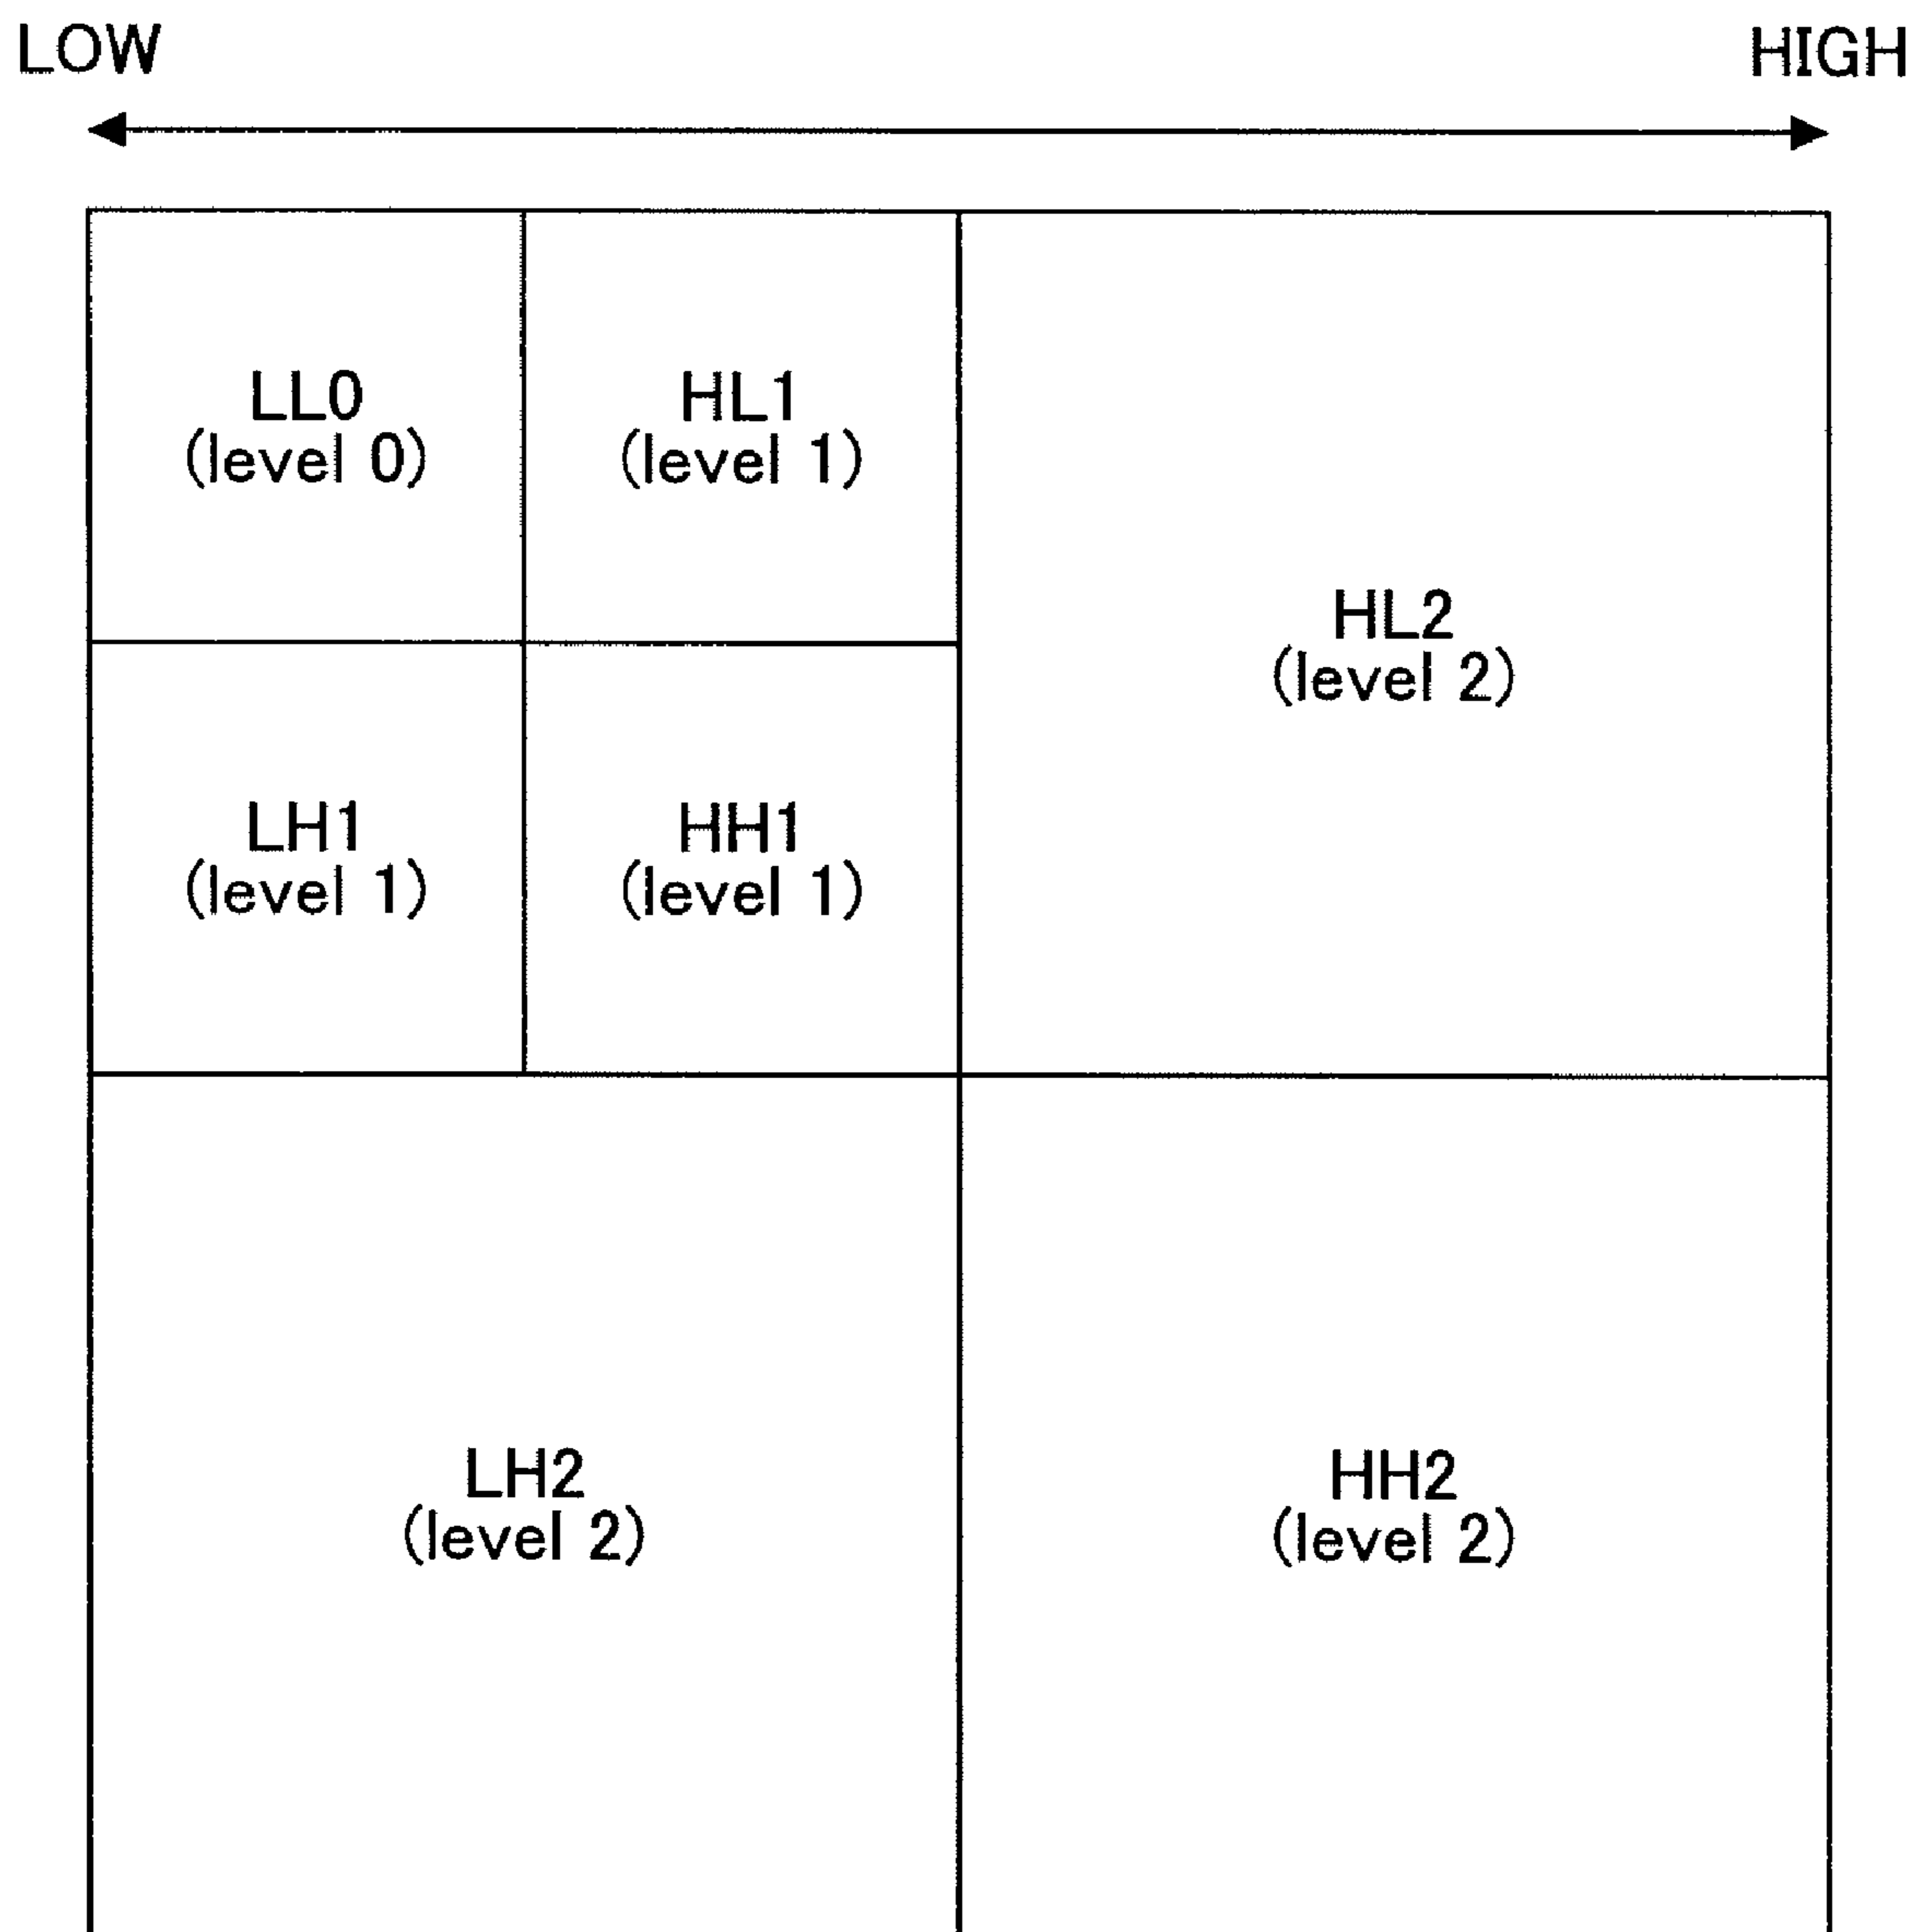 LOW
HIGH
LL0
(level 0)
HL1
(level 1)
HL2
(level 2)
LH1
(level 1)
HH1
(level 1)
LH2
(level 2)
HH2
(level 2)